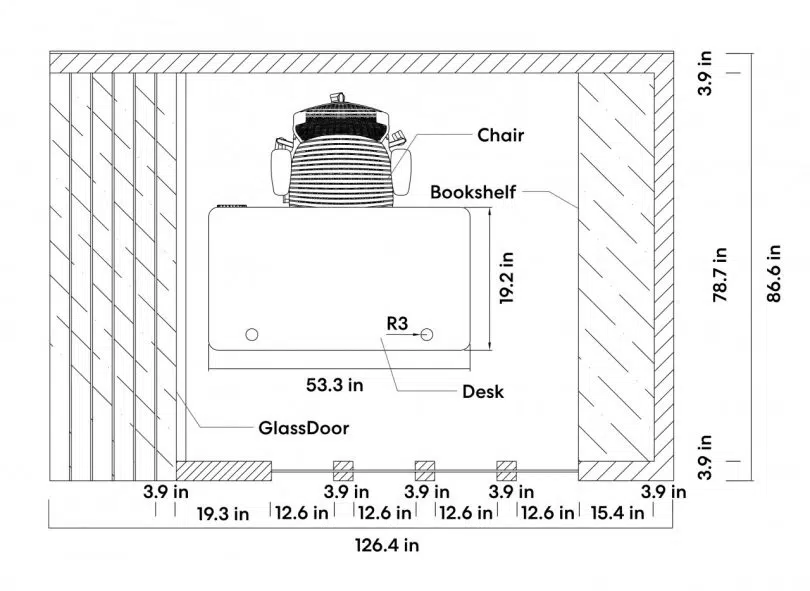 3.9 in
Chair
Bookshelf
19.2 in
78.7 in
86.6 in
R3
53.3 in
Desk
GlassDoor
3.9 in
3.9 in
3.9 in
3.9 in
3.9 in
3.9 in
19.3 in
12.6 in
12.6 in
12.6 in
12.6 in
15.4 in
126.4 in